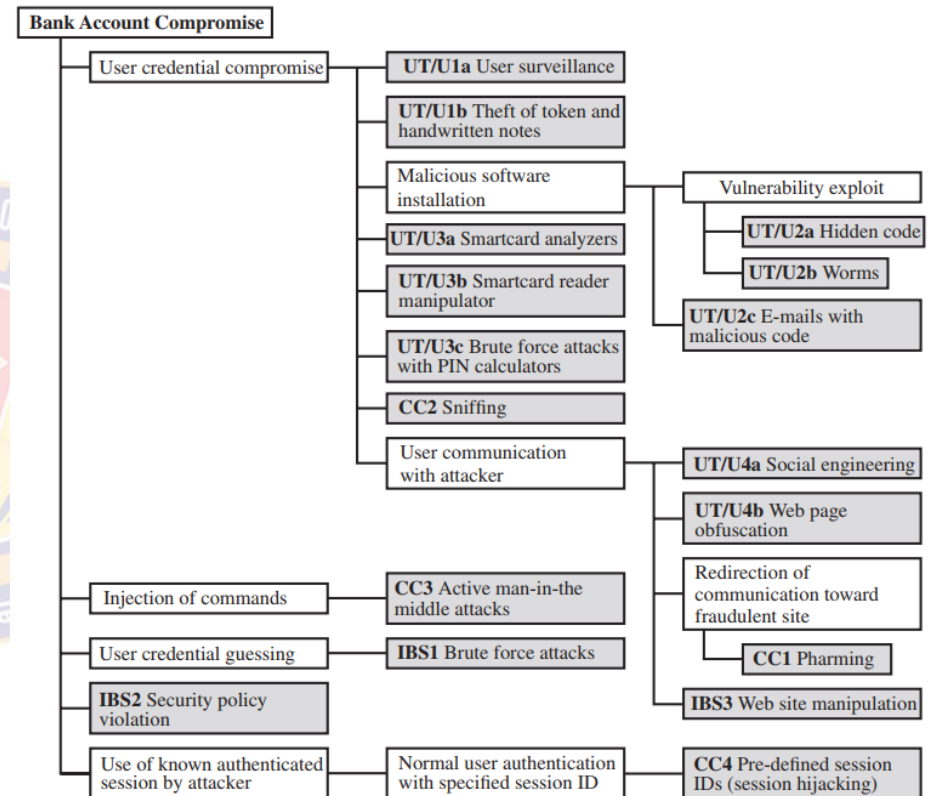 Bank Account Compromise
User credential compromise
UT/U1a User surveillance
UT/U1b Theft of token and
handwritten notes
Malicious software
installation
Vulnerability exploit
UT/U2a Hidden code
UT/U2b Worms
UT/U2c E-mails with
malicious code
UT/U3a Smartcard analyzers
UT/U3b Smartcard reader
manipulator
UT/U3c Brute force attacks
with PIN calculators
CC2 Sniffing
User communication
with attacker
UT/U4a Social engineering
UT/U4b Web page
obfuscation
Redirection of
communication toward
fraudulent site
CC1 Pharming
IBS3 Web site manipulation
Injection of commands
CC3 Active man-in-the
middle attacks
User credential guessing
IBS1 Brute force attacks
IBS2 Security policy
violation
Use of known authenticated
session by attacker
Normal user authentication
with specified session ID
CC4 Pre-defined session
IDs (session hijacking)